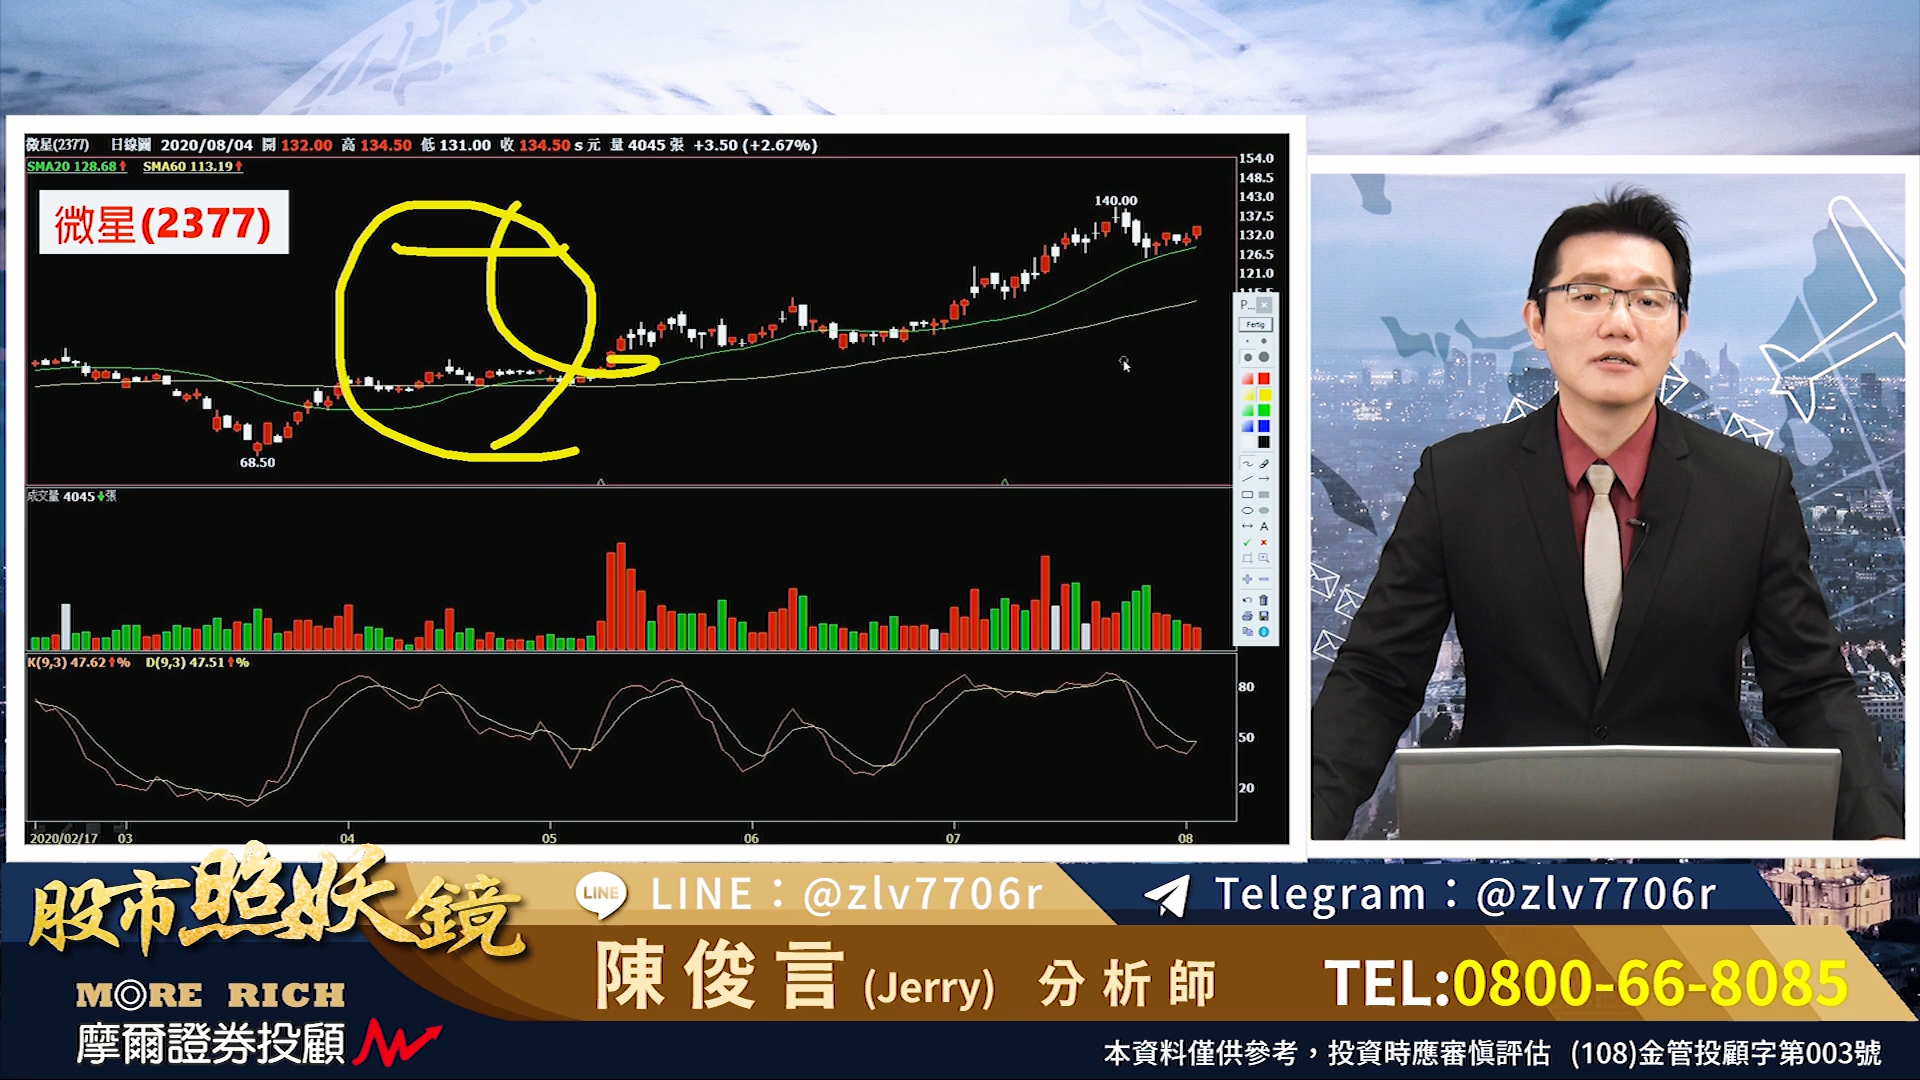 微星(2377) 日線圖 2020/08/04 開 132.00 高 134.50 低 131.00 收 134.50 s 元 量 4045 張 +3.50 (+2.67%)
SMA20 128.68↑ SMA60 113.19↑
微星(2377)
154.0
148.5
143.0
137.5
132.0
126.5
121.0
140.00
68.50
P...
Fertig
A
成交量 4045↓張
K(9,3) 47.62↑% D(9,3) 47.51↑%
80
50
20
2020/02/17 03 04 05 06 07 08
股市照妖鏡
MORE RICH
摩爾證券投顧
LINE
LINE：@zlv7706r
Telegram：@zlv7706r
陳俊言(Jerry) 分析師
TEL:0800-66-8085
本資料僅供參考，投資時應審慎評估 (108)金管投顧字第003號